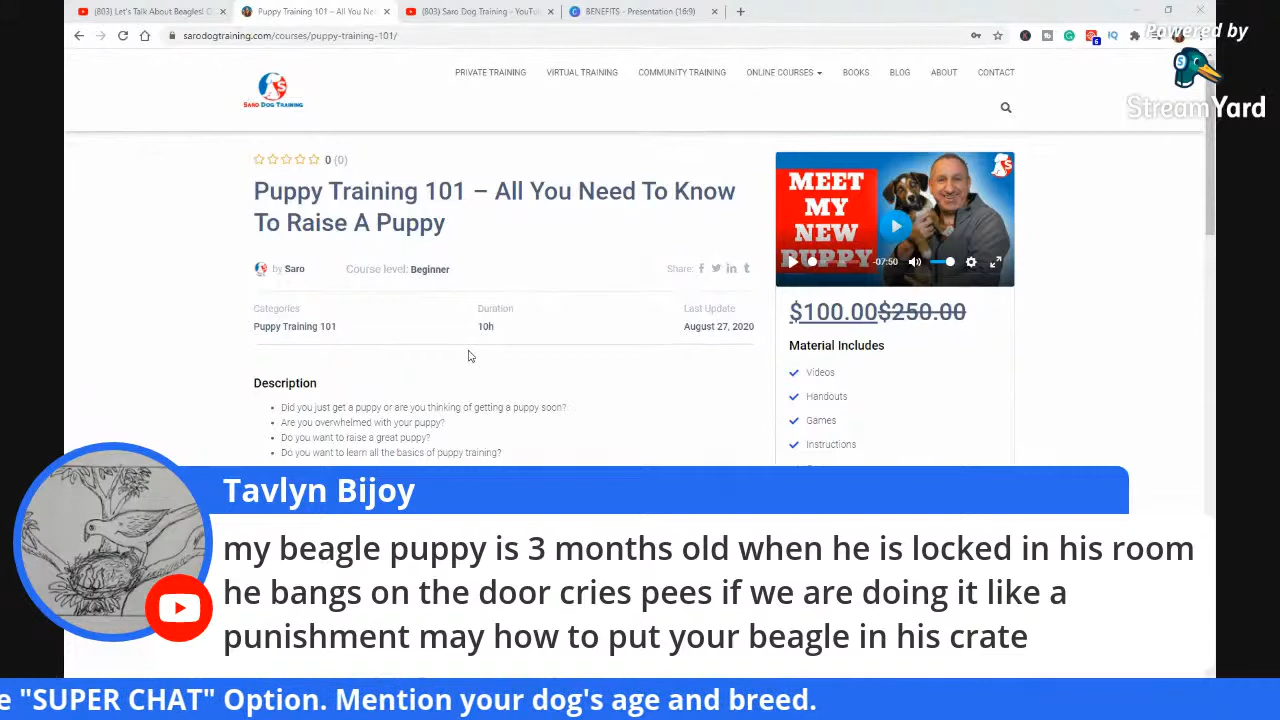 (803) Let's Talk About Beagles!
Puppy Training 101 – All You Ne
(803) Saro Dog Training - YouTu
BENEFITS - Presentation (16:9)
sarodogtraining.com/courses/puppy-training-101/
Powered by
StreamYard
SARO DOG TRAINING
PRIVATE TRAINING VIRTUAL TRAINING COMMUNITY TRAINING ONLINE COURSES BOOKS BLOG ABOUT CONTACT
0 (0)
Puppy Training 101 – All You Need To Know
To Raise A Puppy
by Saro Course level: Beginner Share:
Categories Duration Last Update
Puppy Training 101 10h August 27, 2020
Description
Did you just get a puppy or are you thinking of getting a puppy soon?
Are you overwhelmed with your puppy?
Do you want to raise a great puppy?
Do you want to learn all the basics of puppy training?
MEET
MY
NEW
PUPPY
-07:50
$100.00$250.00
Material Includes
Videos
Handouts
Games
Instructions
Tavlyn Bijoy
my beagle puppy is 3 months old when he is locked in his room
he bangs on the door cries pees if we are doing it like a
punishment may how to put your beagle in his crate
e "SUPER CHAT" Option. Mention your dog's age and breed.